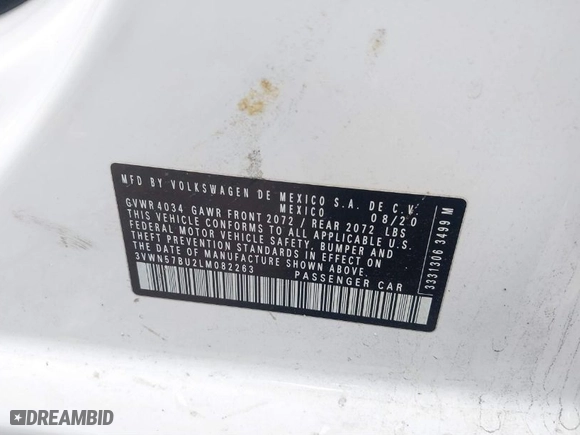 MFD BY VOLKSWAGEN DE MEXICO S.A. DE C.V.
MEXICO 08/20
GVWR 4034 GAWR FRONT 2072 / REAR 2072 LBS
THIS VEHICLE CONFORMS TO ALL APPLICABLE U.S.
FEDERAL MOTOR VEHICLE SAFETY, BUMPER AND
THEFT PREVENTION STANDARDS IN EFFECT ON
THE DATE OF MANUFACTURE SHOWN ABOVE.
3VWN57BU2LM082263
PASSENGER CAR
3331306 3499 M
DREAMBID